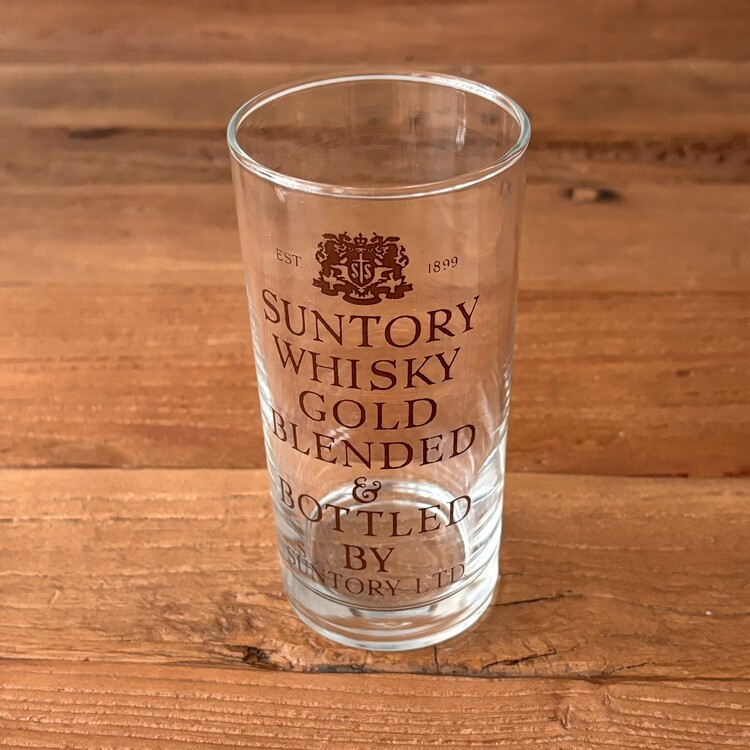 EST. 1899
SUNTORY
WHISKY
GOLD
BLENDED
&
BOTTLED
BY
SUNTORY LTD